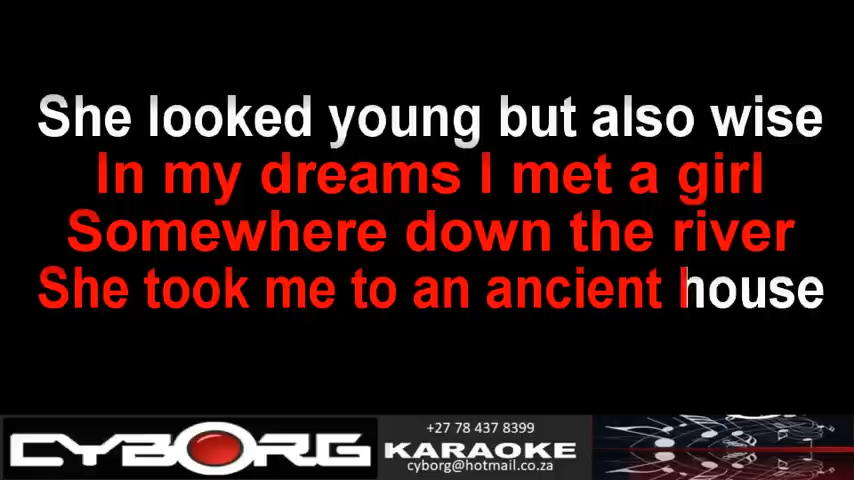 She looked young but also wise
In my dreams I met a girl
Somewhere down the river
She took me to an ancient house
CYBORG
+27 78 437 8399
KARAOKE
cyborg@hotmail.co.za